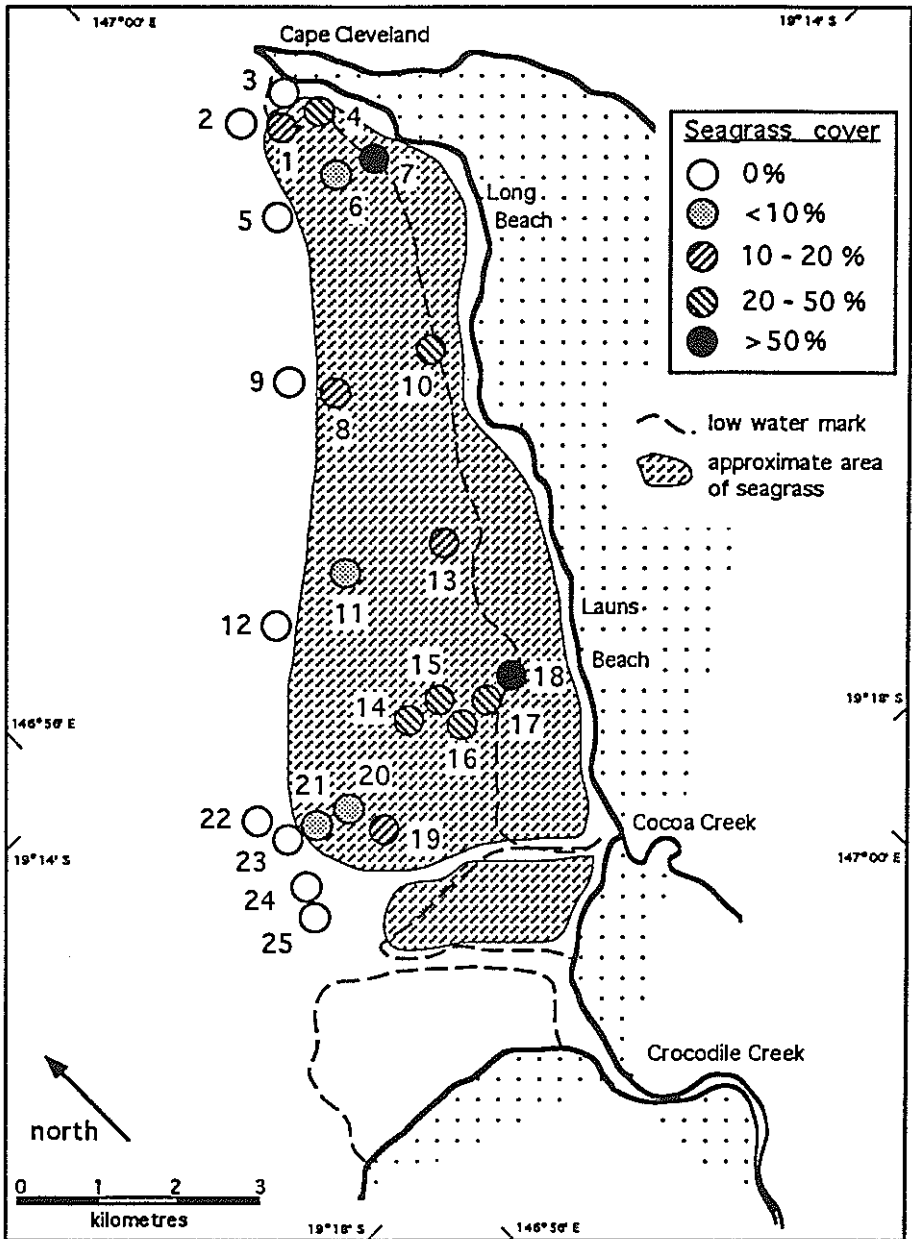 147°00' E
19°14' S
Cape Cleveland
3
2
4
1
7
6
5
Long
Beach
Seagrass cover
0%
<10%
10 - 20 %
20 - 50 %
>50%
low water mark
approximate area
of seagrass
9
10
8
13
11
12
Launs
Beach
15
18
14
17
16
19°18' S
146°56' E
21
20
22
19
23
Cocoa Creek
19°14' S
147°00' E
24
25
Crocodile Creek
north
0 1 2 3
kilometres
19°18' S
146°56' E